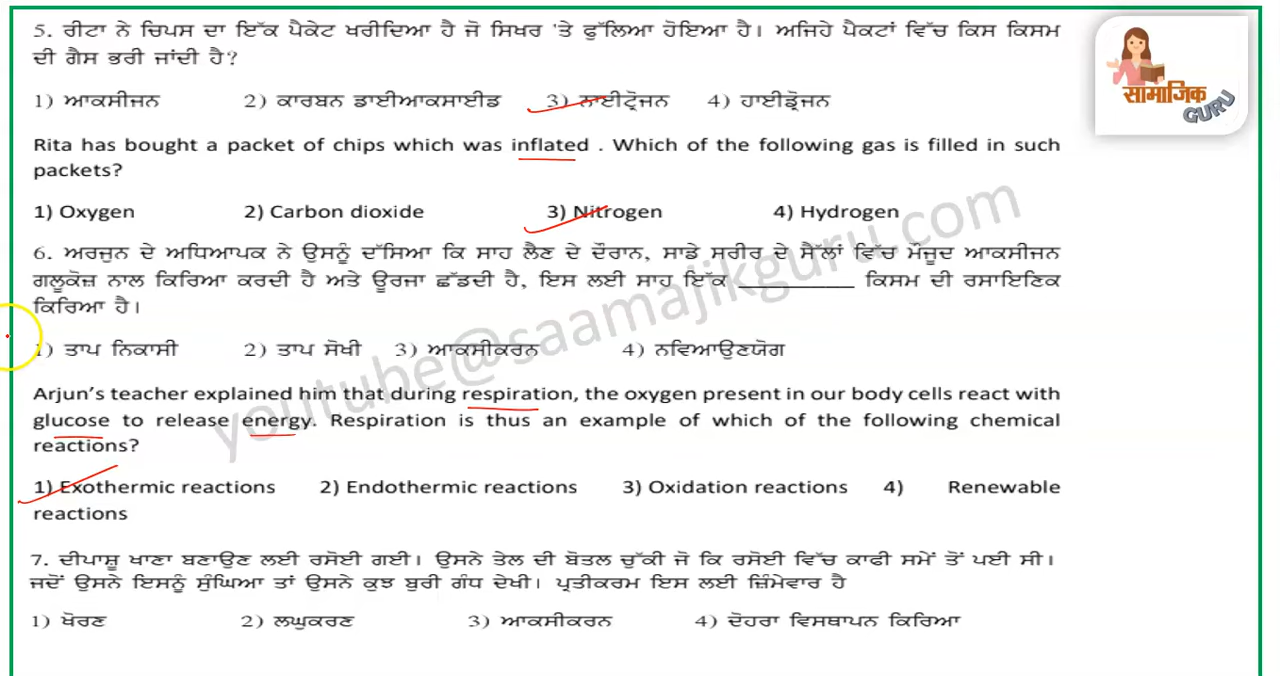 5. ਰੀਟਾ ਨੇ ਚਿਪਸ ਦਾ ਇੱਕ ਪੈਕੇਟ ਖਰੀਦਿਆ ਹੈ ਜੋ ਸਿਖਰ 'ਤੇ ਫੁੱਲਿਆ ਹੋਇਆ ਹੈ। ਅਜਿਹੇ ਪੈਕਟਾਂ ਵਿੱਚ ਕਿਸ ਕਿਸਮ
ਦੀ ਗੈਸ ਭਰੀ ਜਾਂਦੀ ਹੈ?
1) ਆਕਸੀਜਨ 2) ਕਾਰਬਨ ਡਾਈਆਕਸਾਈਡ 3) ਨਾਈਟ੍ਰੋਜਨ 4) ਹਾਈਡ੍ਰੋਜਨ
Rita has bought a packet of chips which was inflated . Which of the following gas is filled in such
packets?
1) Oxygen 2) Carbon dioxide 3) Nitrogen 4) Hydrogen
6. ਅਰਜੁਨ ਦੇ ਅਧਿਆਪਕ ਨੇ ਉਸਨੂੰ ਦੱਸਿਆ ਕਿ ਸਾਹ ਲੈਣ ਦੇ ਦੌਰਾਨ, ਸਾਡੇ ਸਰੀਰ ਦੇ ਸੈੱਲਾਂ ਵਿੱਚ ਮੌਜੂਦ ਆਕਸੀਜਨ
ਗਲੂਕੋਜ਼ ਨਾਲ ਕਿਰਿਆ ਕਰਦੀ ਹੈ ਅਤੇ ਊਰਜਾ ਛੱਡਦੀ ਹੈ, ਇਸ ਲਈ ਸਾਹ ਇੱਕ __________ ਕਿਸਮ ਦੀ ਰਸਾਇਣਿਕ
ਕਿਰਿਆ ਹੈ।
1) ਤਾਪ ਨਿਕਾਸੀ 2) ਤਾਪ ਸੋਖੀ 3) ਆਕਸੀਕਰਨ 4) ਨਵਿਆਉਣਯੋਗ
Arjun’s teacher explained him that during respiration, the oxygen present in our body cells react with
glucose to release energy. Respiration is thus an example of which of the following chemical
reactions?
1) Exothermic reactions 2) Endothermic reactions 3) Oxidation reactions 4) Renewable
reactions
7. ਦੀਪਾਸ਼ੂ ਖਾਣਾ ਬਣਾਉਣ ਲਈ ਰਸੋਈ ਗਈ। ਉਸਨੇ ਤੇਲ ਦੀ ਬੋਤਲ ਚੁੱਕੀ ਜੋ ਕਿ ਰਸੋਈ ਵਿੱਚ ਕਾਫੀ ਸਮੇਂ ਤੋਂ ਪਈ ਸੀ।
ਜਦੋਂ ਉਸਨੇ ਇਸਨੂੰ ਸੁੰਘਿਆ ਤਾਂ ਉਸਨੇ ਕੁਝ ਬੁਰੀ ਗੰਧ ਦੇਖੀ। ਪ੍ਰਤੀਕਰਮ ਇਸ ਲਈ ਜ਼ਿੰਮੇਵਾਰ ਹੈ
1) ਖੋਰਣ 2) ਲਘੁਕਰਣ 3) ਆਕਸੀਕਰਨ 4) ਦੋਹਰਾ ਵਿਸਥਾਪਨ ਕਿਰਿਆ
सामाजिक
GURU
youtube@saamajikguru.com